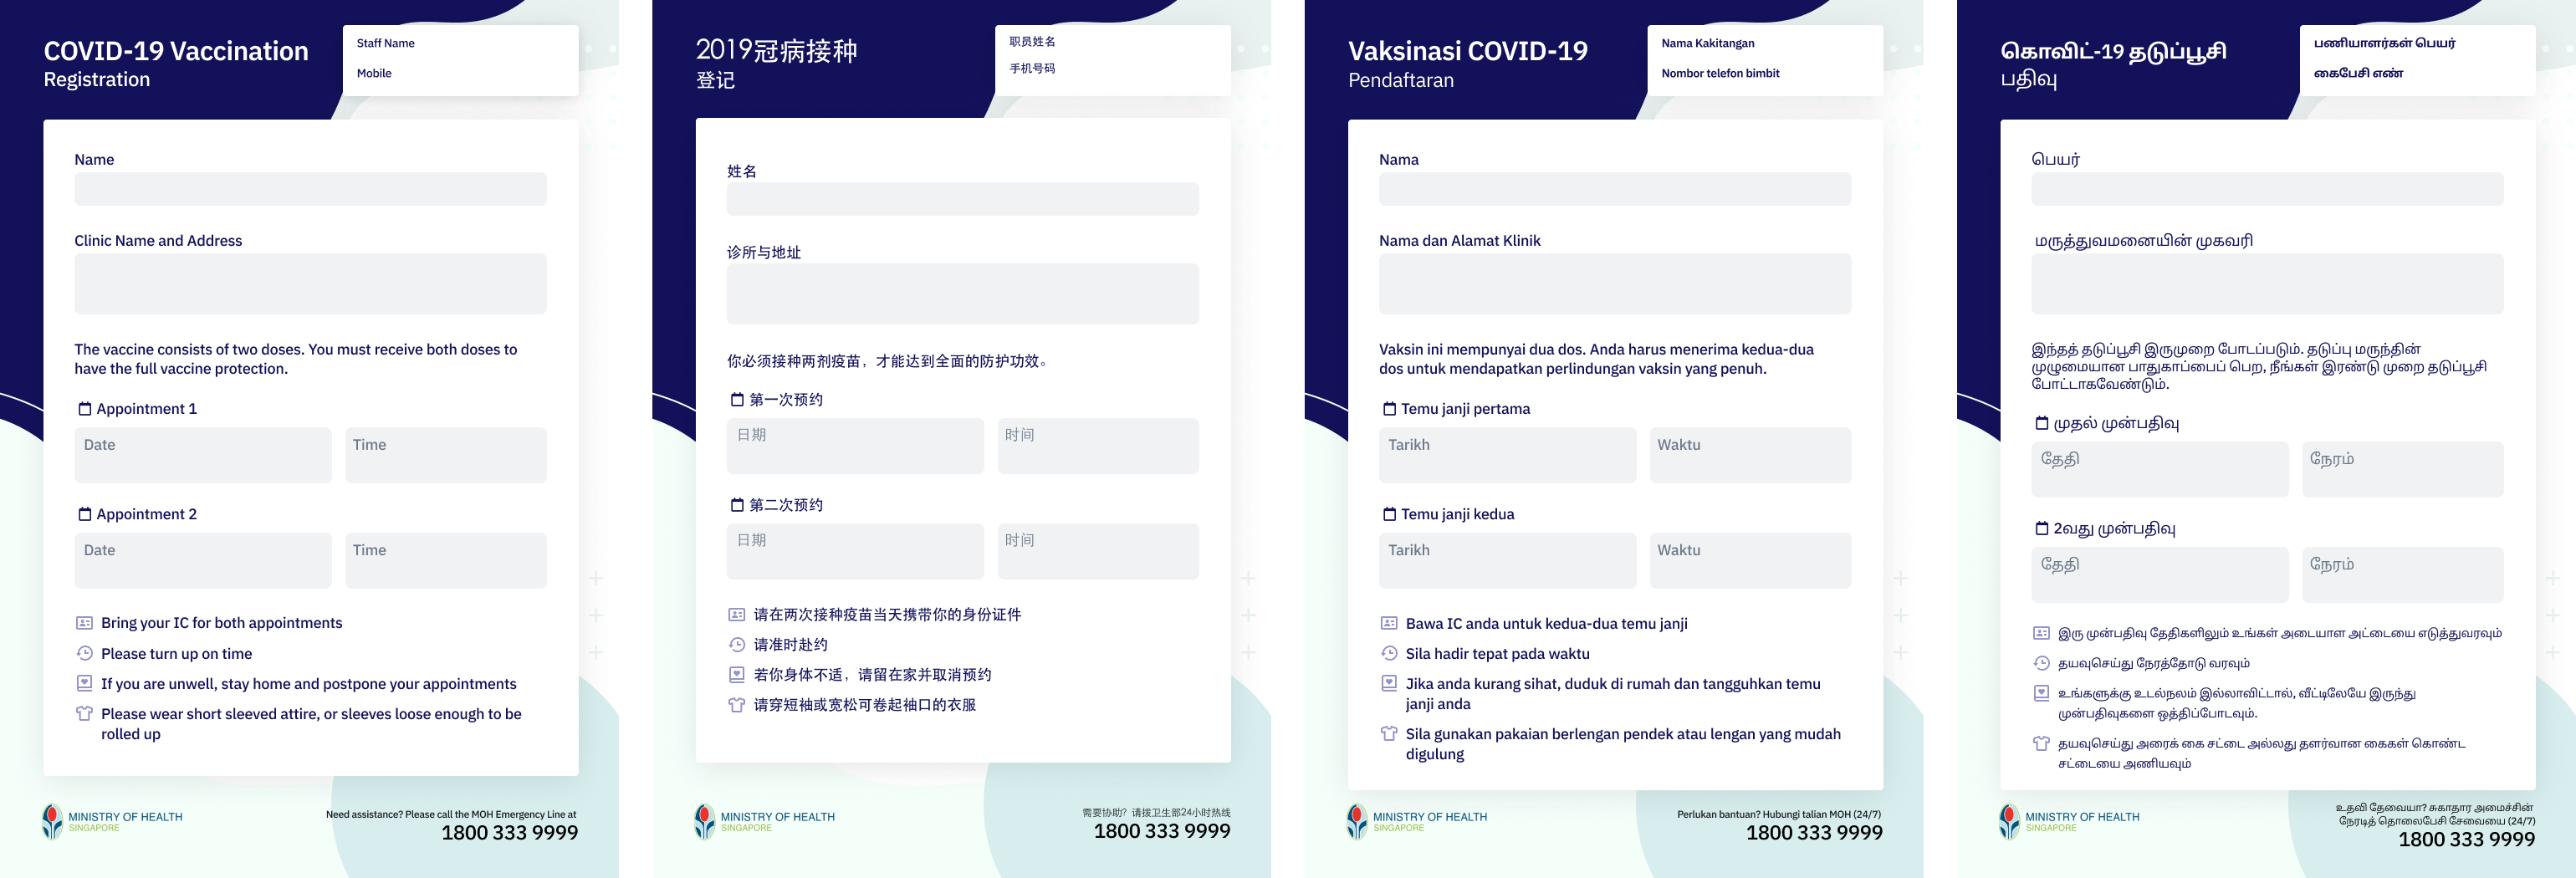 COVID-19 Vaccination
Registration
Staff Name
Mobile
Name
Clinic Name and Address
The vaccine consists of two doses. You must receive both doses to
have the full vaccine protection.
Appointment 1
Date
Time
Appointment 2
Date
Time
Bring your IC for both appointments
Please turn up on time
If you are unwell, stay home and postpone your appointments
Please wear short sleeved attire, or sleeves loose enough to be
rolled up
MINISTRY OF HEALTH
SINGAPORE
Need assistance? Please call the MOH Emergency Line at
1800 333 9999
2019冠病接种
登记
职员姓名
手机号码
姓名
诊所与地址
你必须接种两剂疫苗，才能达到全面的防护功效。
第一次预约
日期
时间
第二次预约
日期
时间
请在两次接种疫苗当天携带你的身份证件
请准时赴约
若你身体不适，请留在家并取消预约
请穿短袖或宽松可卷起袖口的衣服
MINISTRY OF HEALTH
SINGAPORE
需要协助？请拨卫生部24小时热线
1800 333 9999
Vaksinasi COVID-19
Pendaftaran
Nama Kakitangan
Nombor telefon bimbit
Nama
Nama dan Alamat Klinik
Vaksin ini mempunyai dua dos. Anda harus menerima kedua-dua
dos untuk mendapatkan perlindungan vaksin yang penuh.
Temu janji pertama
Tarikh
Waktu
Temu janji kedua
Tarikh
Waktu
Bawa IC anda untuk kedua-dua temu janji
Sila hadir tepat pada waktu
Jika anda kurang sihat, duduk di rumah dan tangguhkan temu
janji anda
Sila gunakan pakaian berlengan pendek atau lengan yang mudah
digulung
MINISTRY OF HEALTH
SINGAPORE
Perlukan bantuan? Hubungi talian MOH (24/7)
1800 333 9999
கொவிட்-19 தடுப்பூசி
பதிவு
பணியாளர்கள் பெயர்
கைபேசி எண்
பெயர்
மருத்துவமனையின் முகவரி
இந்தத் தடுப்பூசி இருமுறை போடப்படும். தடுப்பு மருந்தின்
முழுமையான பாதுகாப்பைப் பெற, நீங்கள் இரண்டு முறை தடுப்பூசி
போட்டாகவேண்டும்.
முதல் முன்பதிவு
தேதி
நேரம்
2வது முன்பதிவு
தேதி
நேரம்
இரு முன்பதிவு தேதிகளிலும் உங்கள் அடையாள அட்டையை எடுத்துவரவும்
தயவுசெய்து நேரத்தோடு வரவும்
உங்களுக்கு உடல்நலம் இல்லாவிட்டால், வீட்டிலேயே இருந்து
முன்பதிவுகளை ஒத்திப்போடவும்.
தயவுசெய்து அரைக் கை சட்டை அல்லது தளர்வான கைகள் கொண்ட
சட்டையை அணியவும்
MINISTRY OF HEALTH
SINGAPORE
உதவி தேவையா? சுகாதார அமைச்சின்
நேரடித் தொலைபேசி சேவையை (24/7)
1800 333 9999